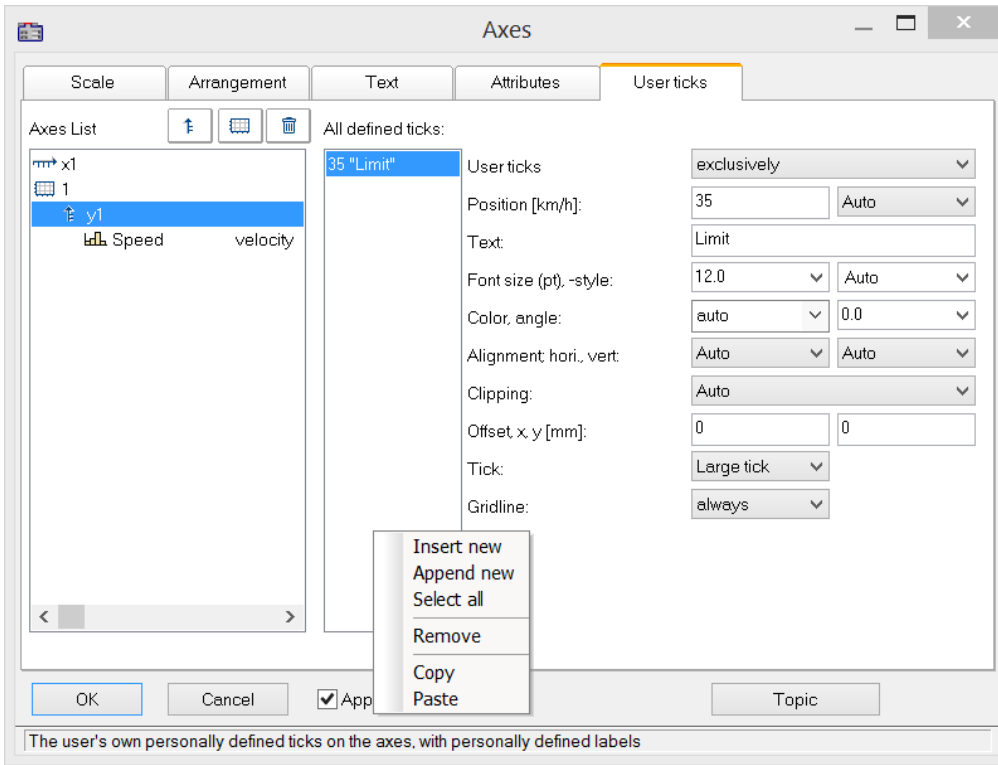 Axes
Scale
Arrangement
Text
Attributes
User ticks
Axes List
All defined ticks:
x1
1
y1
Speed velocity
35 "Limit"
User ticks exclusively
Position [km/h]: 35 Auto
Text: Limit
Font size (pt), -style: 12.0 Auto
Color, angle: auto 0.0
Alignment; hori., vert: Auto Auto
Clipping: Auto
Offset, x, y [mm]: 0 0
Tick: Large tick
Gridline: always
Insert new
Append new
Select all
Remove
Copy
Paste
OK
Cancel
App
Topic
The user's own personally defined ticks on the axes, with personally defined labels